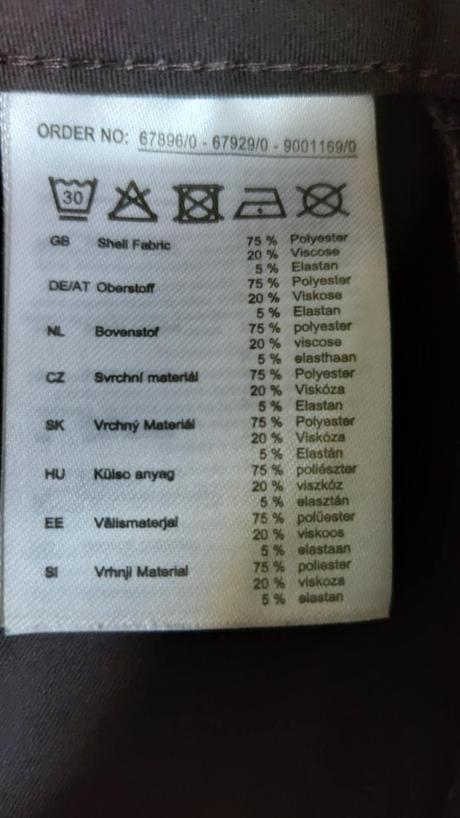 ORDER NO: 67896/0 - 67929/0 - 9001169/0
30
GB Shell Fabric 75 % Polyester
20 % Viscose
5 % Elastan
DE/AT Oberstoff 75 % Polyester
20 % Viskose
5 % Elastan
NL Bovenstof 75 % polyester
20 % viscose
5 % elasthaan
CZ Svrchní materiál 75 % Polyester
20 % Viskóza
5 % Elastan
SK Vrchný Materiál 75 % Polyester
20 % Viskóza
5 % Elastán
HU Külso anyag 75 % poliészter
20 % viszkóz
5 % elasztán
EE Välismaterjal 75 % polüester
20 % viskoos
5 % elastaan
SI Vrhnji Material 75 % poliester
20 % viskoza
5 % elastan